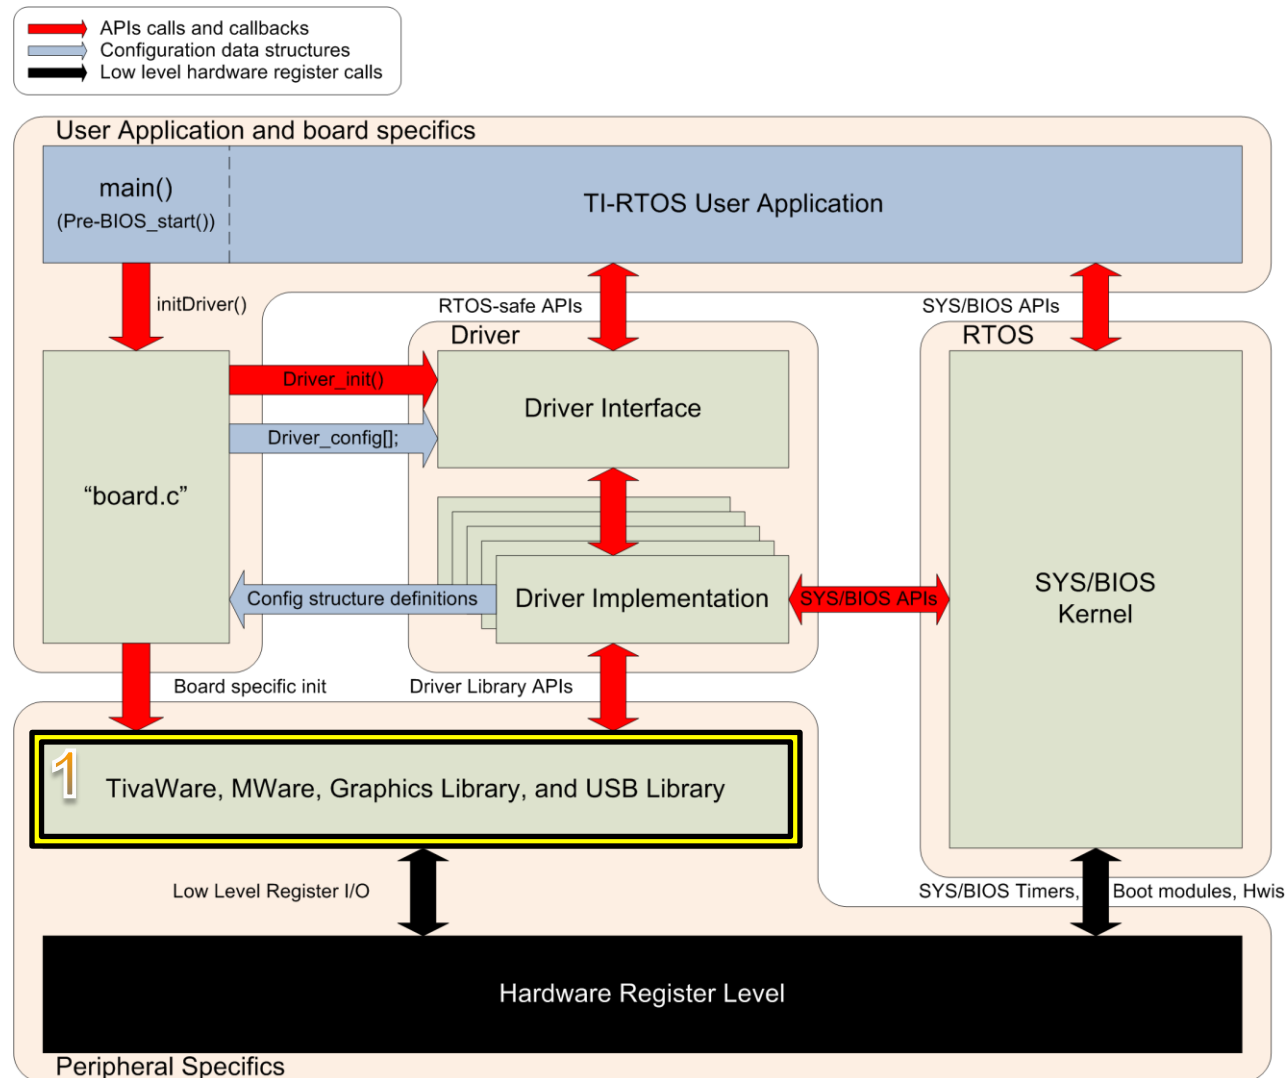 APIs calls and callbacks
Configuration data structures
Low level hardware register calls
User Application and board specifics
main()
(Pre-BIOS_start())
TI-RTOS User Application
initDriver()
RTOS-safe APIs
SYS/BIOS APIs
Driver
RTOS
Driver_init()
Driver Interface
Driver_config[];
“board.c”
Config structure definitions
Driver Implementation
SYS/BIOS APIs
SYS/BIOS
Kernel
Board specific init
Driver Library APIs
1
TivaWare, MWare, Graphics Library, and USB Library
Low Level Register I/O
SYS/BIOS Timers, Boot modules, Hwis
Hardware Register Level
Peripheral Specifics